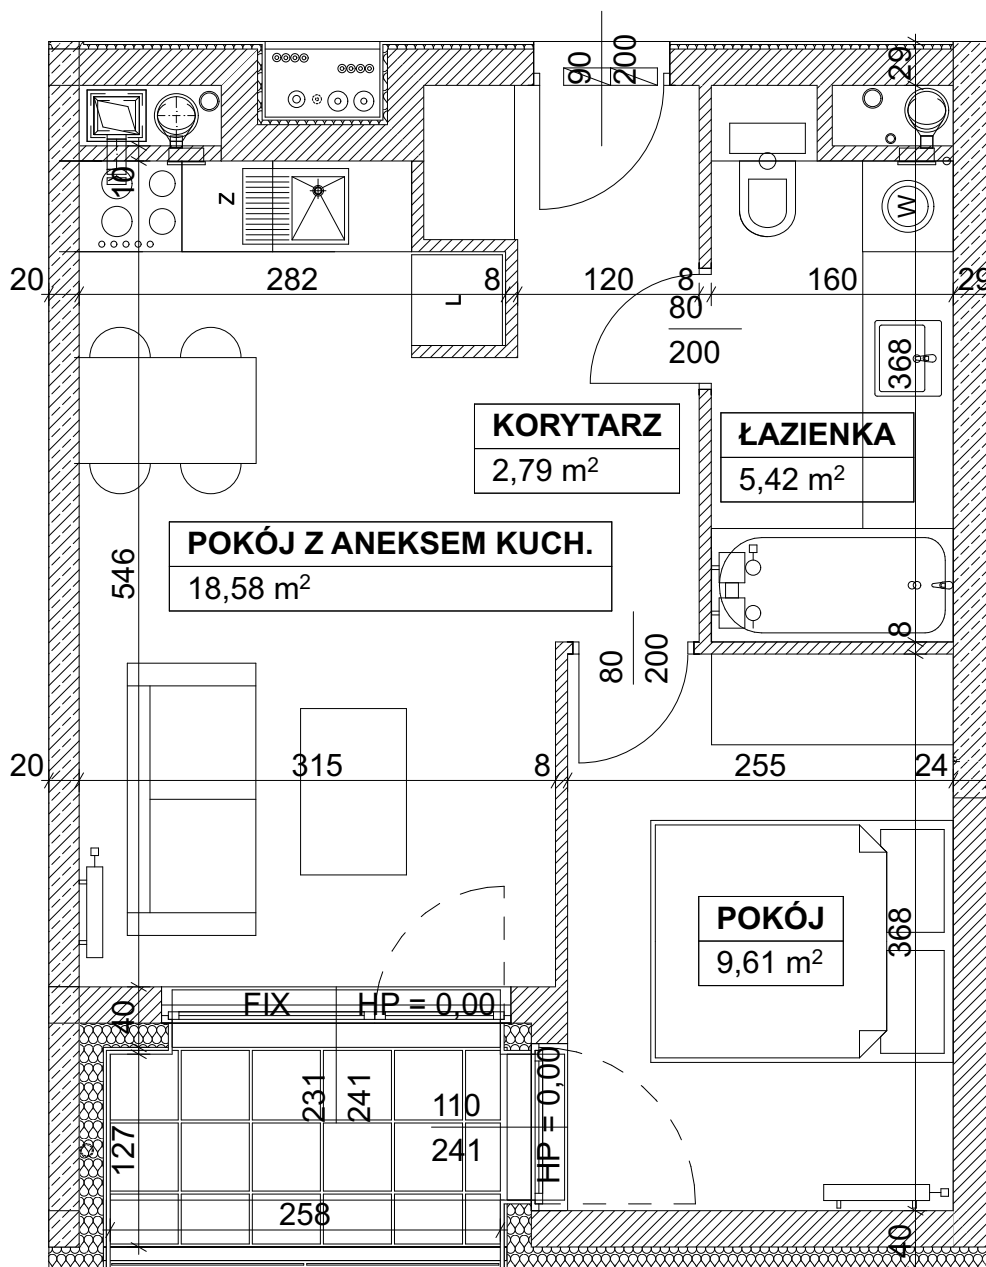 90
200
29
10
Z
W
20
282
8
120
8
160
29
L
80
200
368
KORYTARZ
2,79 m²
ŁAZIENKA
5,42 m²
POKÓJ Z ANEKSEM KUCH.
18,58 m²
546
8
80
200
20
315
8
255
24
POKÓJ
9,61 m²
368
FIX
HP = 0,00
40
231
241
110
241
HP = 0,00
127
258
40